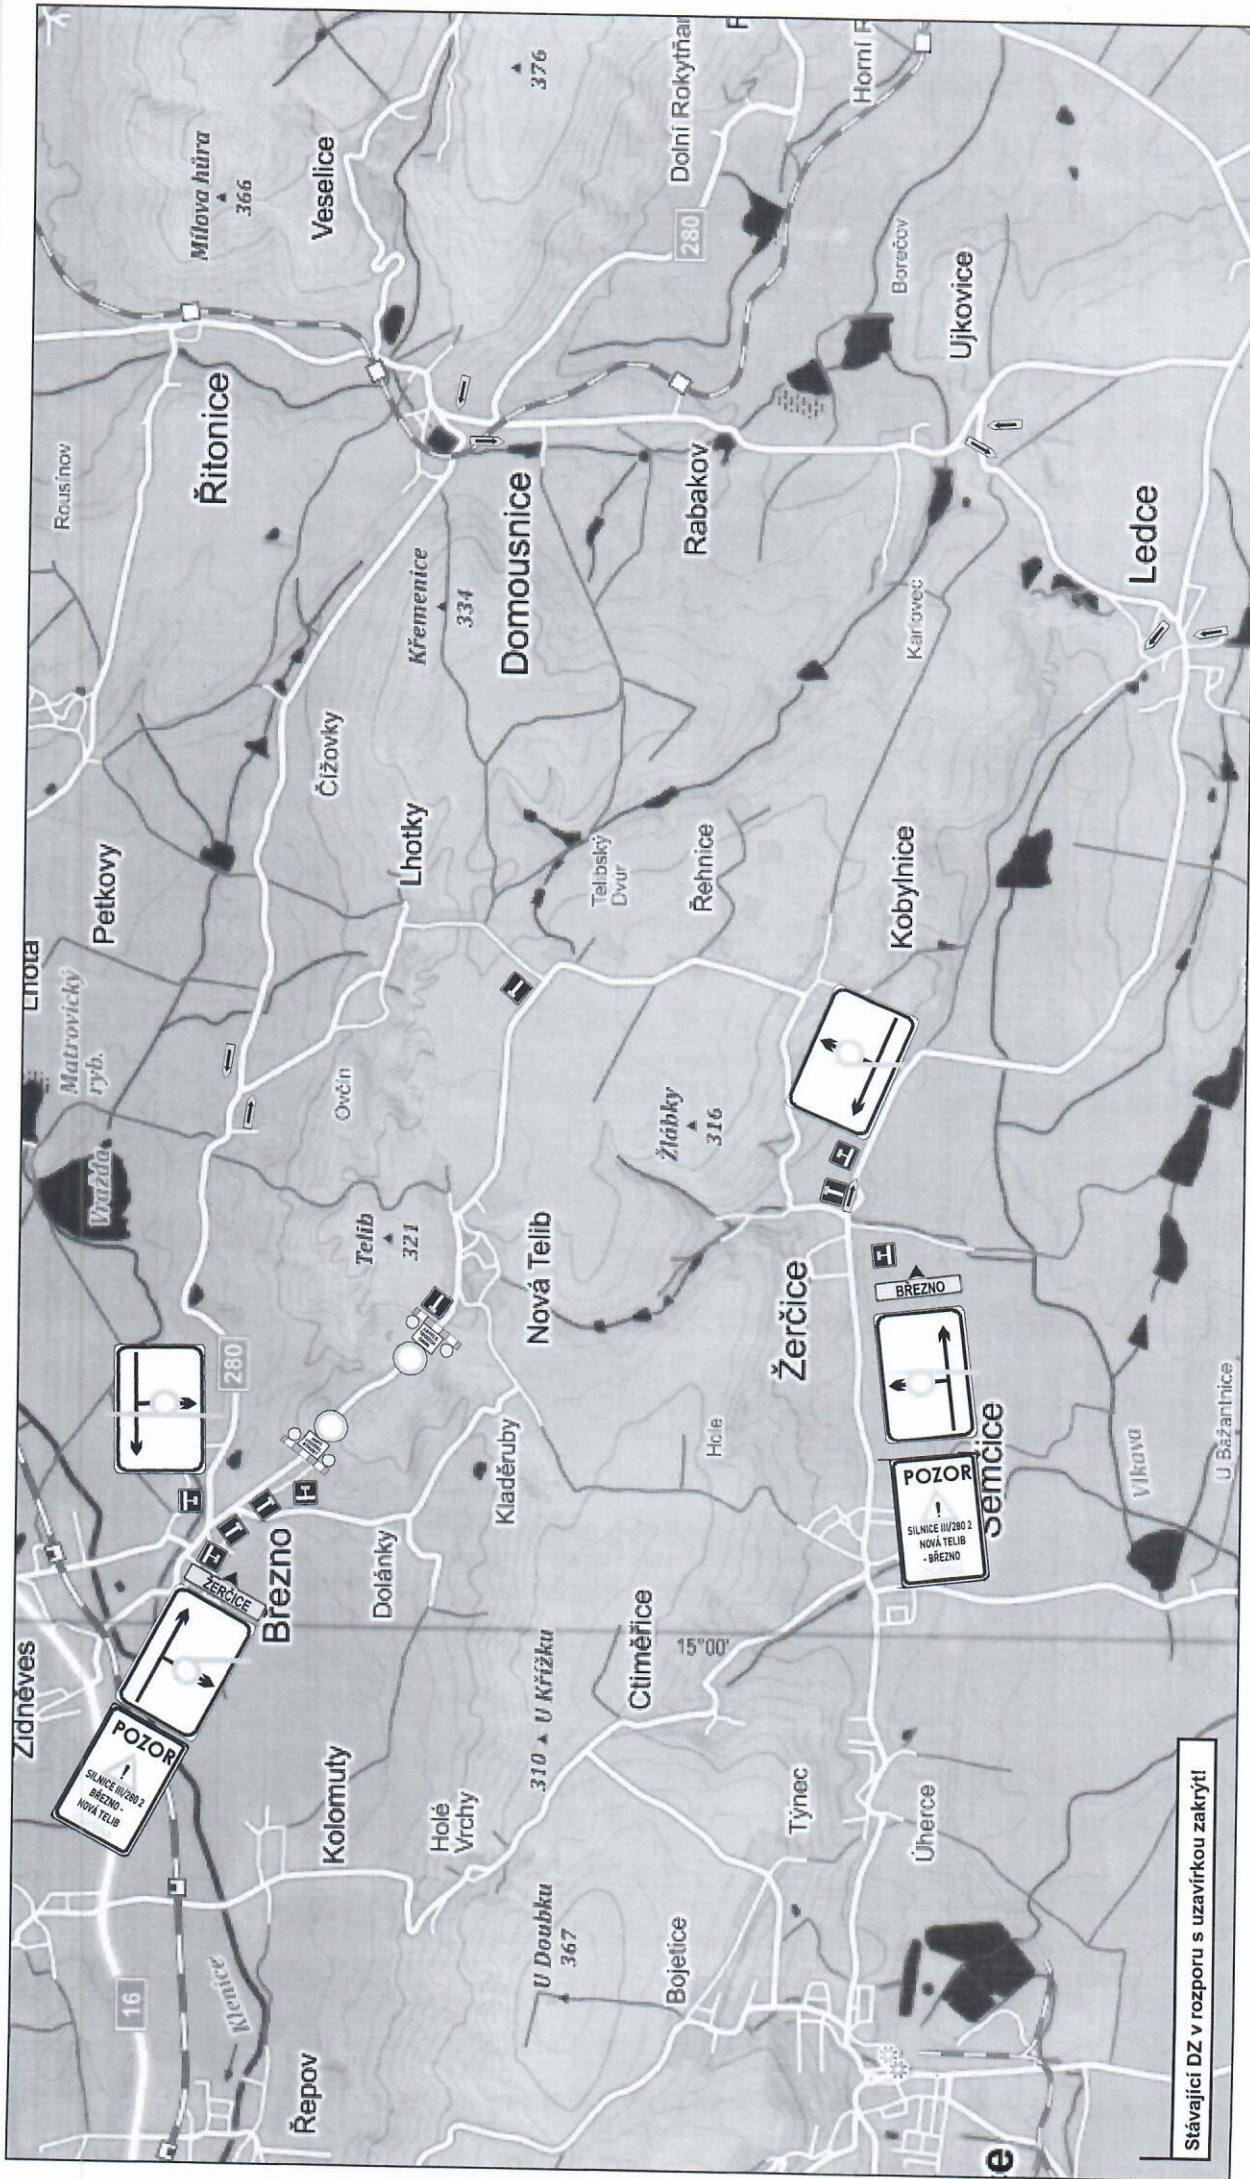 Zidněves
Lhota
Matrovický
ryb.
Vražda
Rousínov
Petkovy
POZOR
!
SILNICE III/280 2
BŘEZNO -
NOVÁ TELIB
16
Klenice
ŽERČICE
280
Řitonice
Milova hůra
366
Řepov
Březno
Kolomuty
Čížovky
Veselice
Ovčín
Dolánky
Telib
321
Lhotky
Křemenice
334
Holé
Vrchy
Kladěruby
Nová Telib
Domousnice
376
U Doubku
367
310
U Křížku
Telibský
Dvur
Ctiměřice
Bojetice
15°00'
Hole
Žlábky
316
Řehnice
Rabakov
280
Dolní Rokytňa
Týnec
Žerčice
Kobylnice
Karlovec
Borečov
Horní R
Úherce
POZOR
!
SILNICE III/280 2
NOVÁ TELIB
- BŘEZNO
BŘEZNO
Semčice
Ujkovice
Vlkava
Ledce
U Bažantnice
e
Stávající DZ v rozporu s uzavírkou zakrýt!